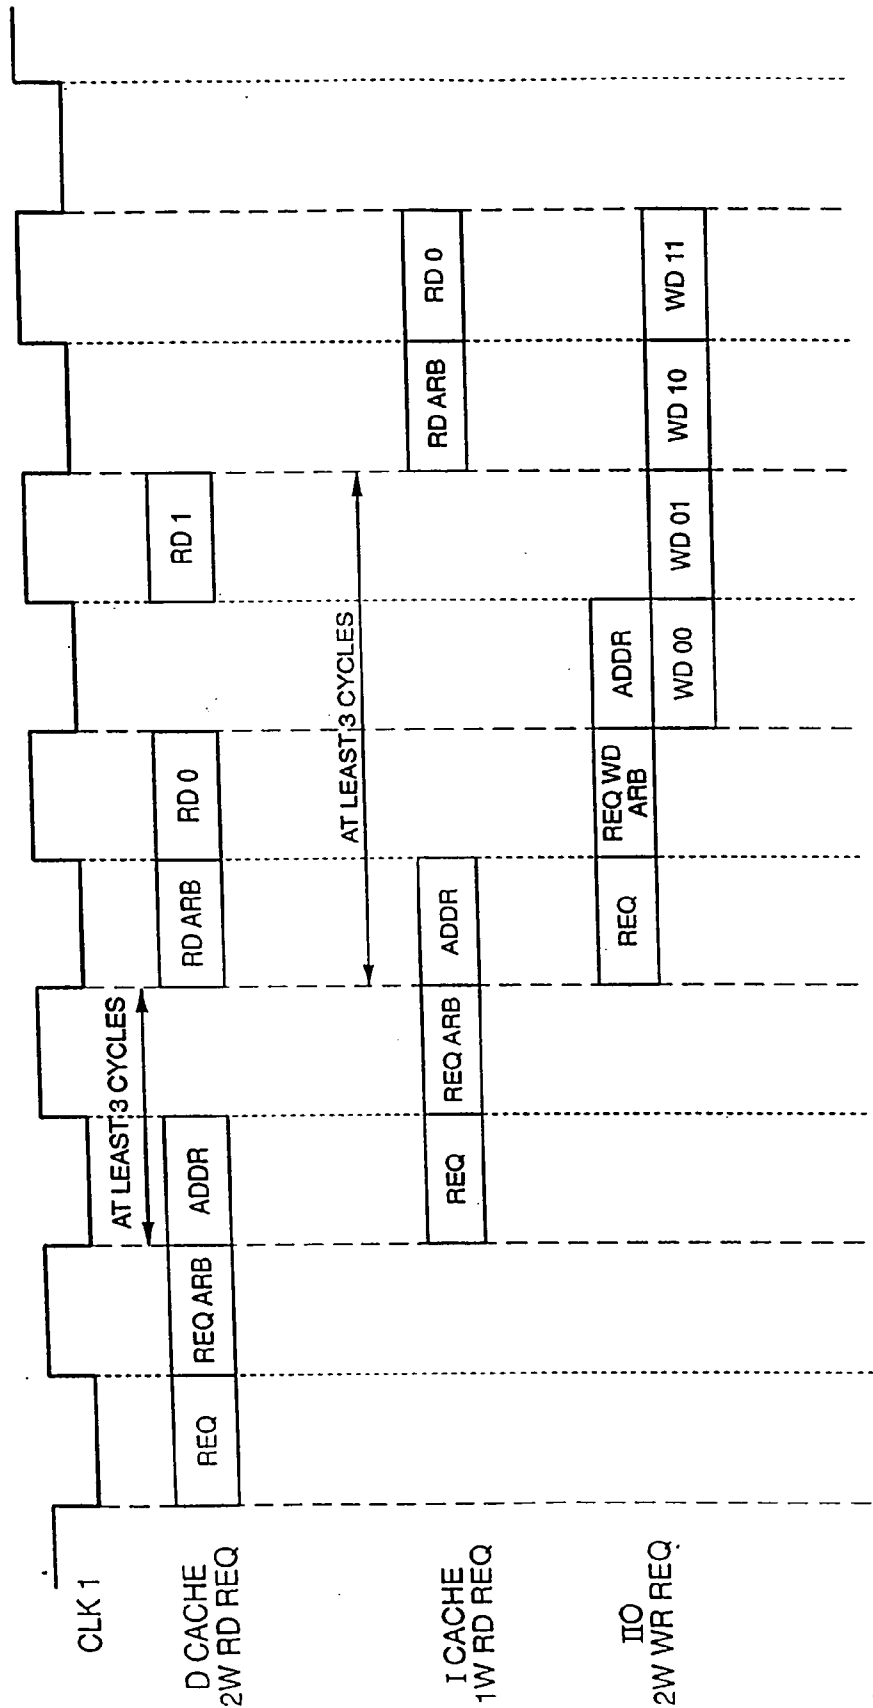 CLK 1
D CACHE
2W RD REQ
REQ
REQ ARB
ADDR
AT LEAST 3 CYCLES
RD ARB
RD 0
RD 1
I CACHE
1W RD REQ
REQ
REQ ARB
ADDR
AT LEAST 3 CYCLES
RD ARB
RD 0
IIO
2W WR REQ
REQ
REQ WD
ARB
ADDR
WD 00
WD 01
WD 10
WD 11